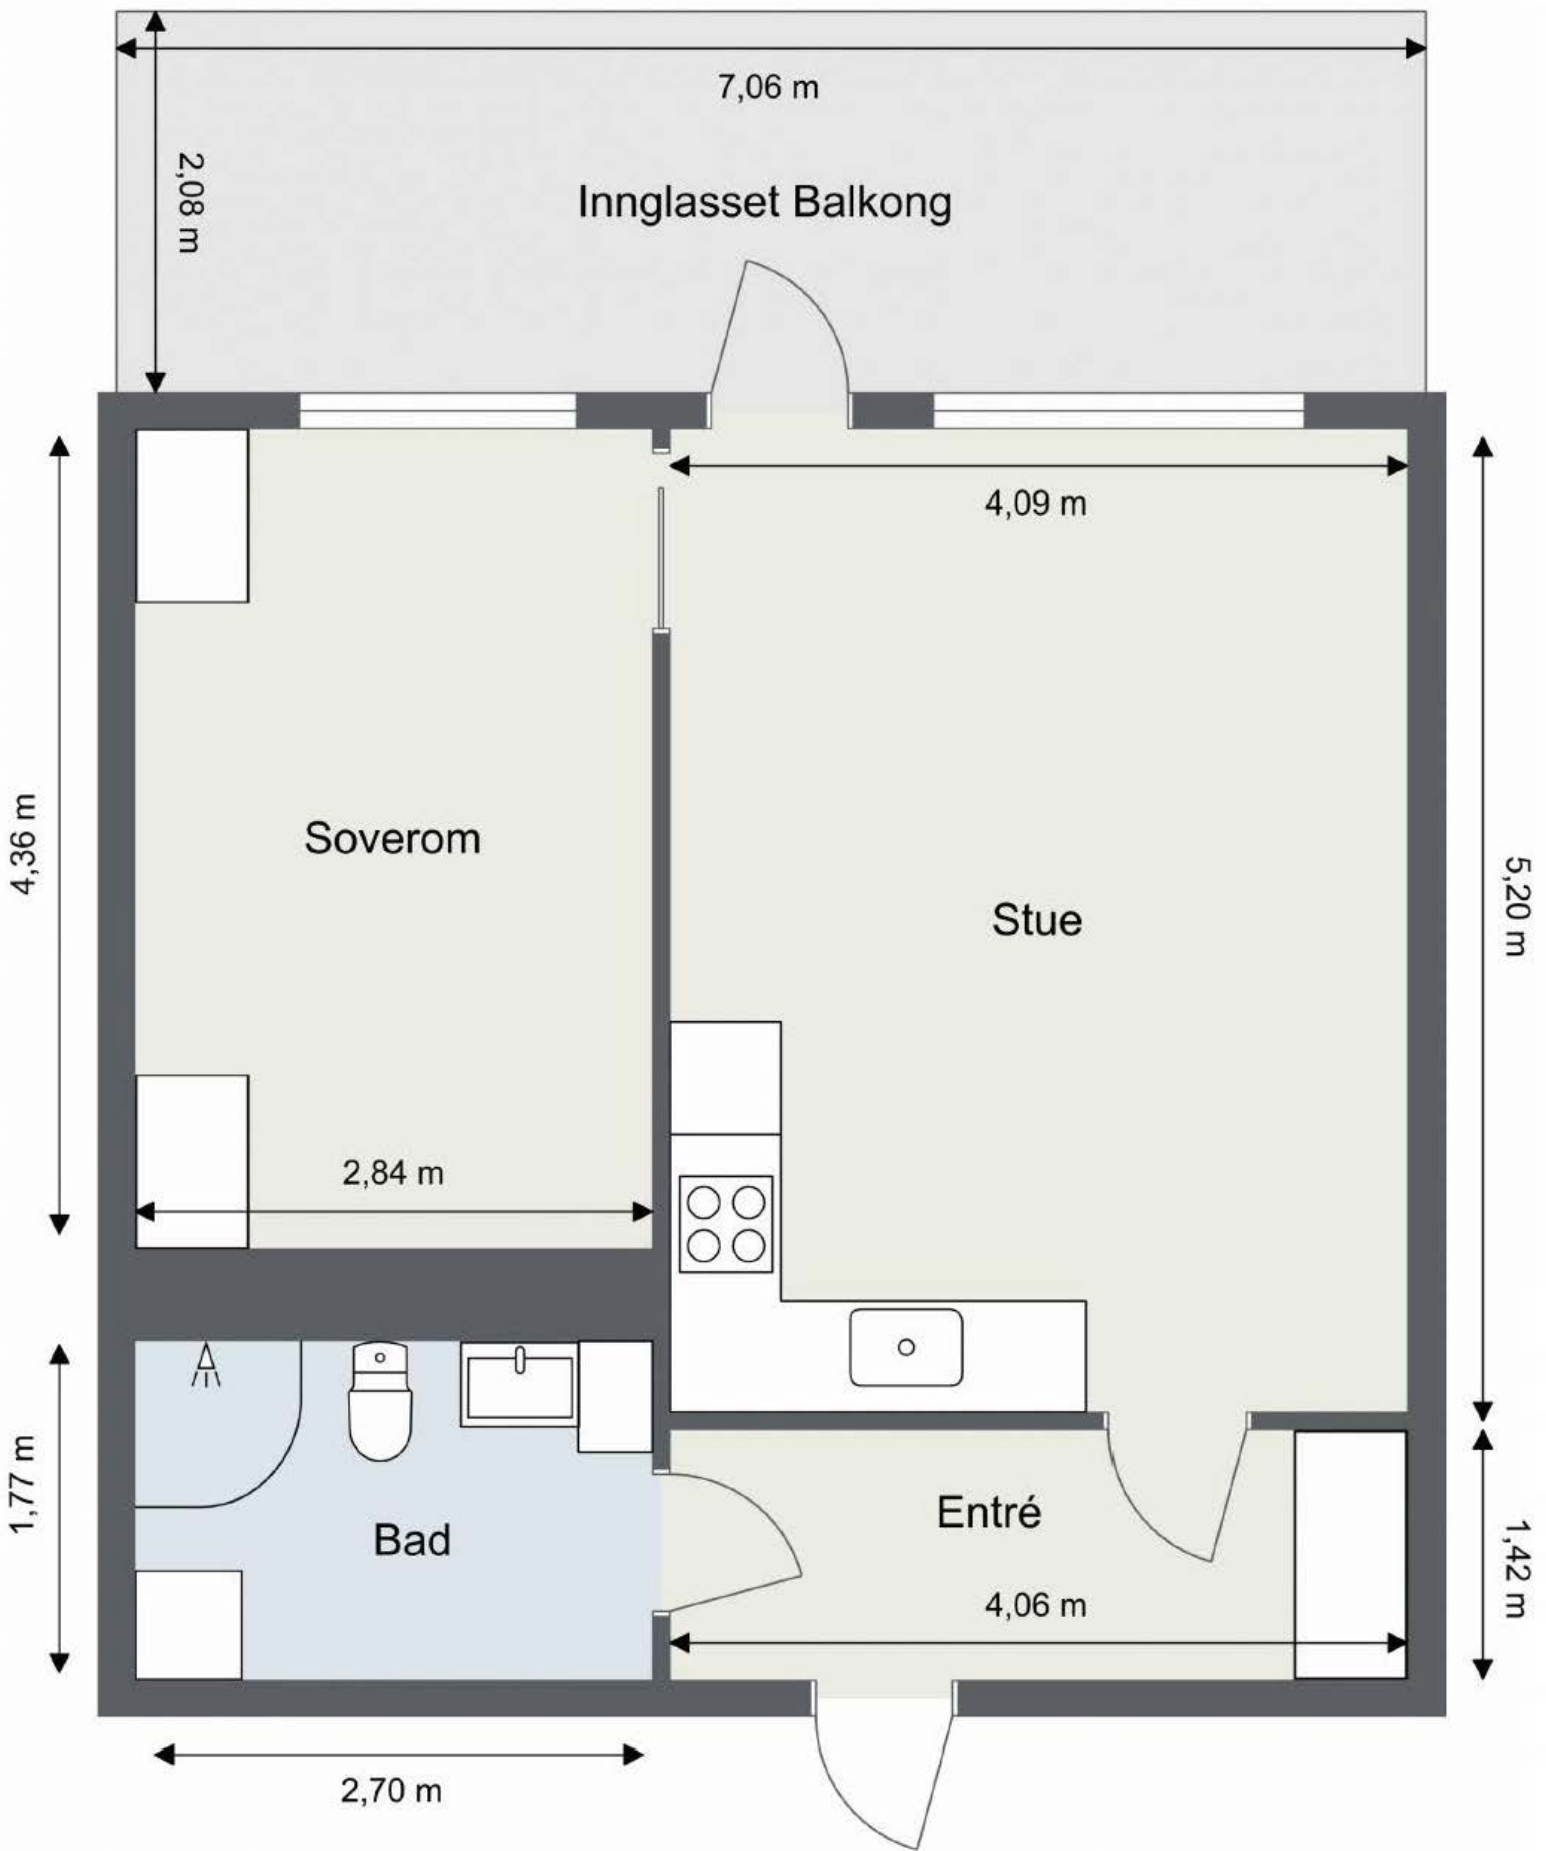 7,06 m
2,08 m
Innglasset Balkong
4,09 m
4,36 m
Soverom
Stue
5,20 m
2,84 m
1,77 m
Bad
Entré
4,06 m
1,42 m
2,70 m